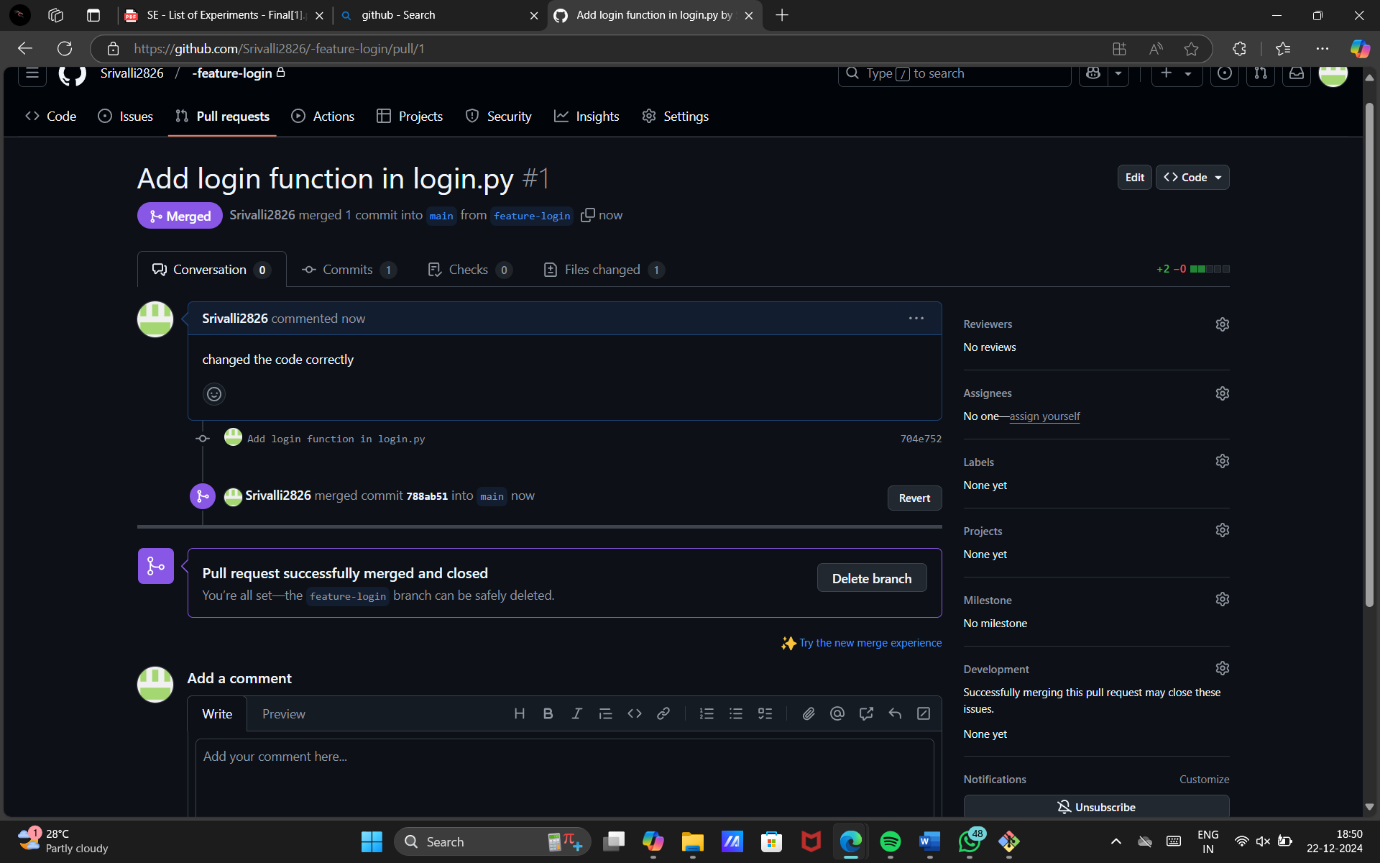 SE - List of Experiments - Final[1].
github - Search
Add login function in login.py by
https://github.com/Srivalli2826/-feature-login/pull/1
Srivalli2826 / -feature-login
Type / to search
Code Issues Pull requests Actions Projects Security Insights Settings
Add login function in login.py #1
Edit
Code
Merged Srivalli2826 merged 1 commit into main from feature-login now
Conversation 0 Commits 1 Checks 0 Files changed 1
+2 −0
Srivalli2826 commented now
changed the code correctly
Add login function in login.py 704e752
Srivalli2826 merged commit 788ab51 into main now
Revert
Pull request successfully merged and closed
You're all set—the feature-login branch can be safely deleted.
Delete branch
Try the new merge experience
Add a comment
Write Preview
Add your comment here...
Reviewers
No reviews
Assignees
No one—assign yourself
Labels
None yet
Projects
None yet
Milestone
No milestone
Development
Successfully merging this pull request may close these
issues.
None yet
Notifications Customize
Unsubscribe
1
28°C
Partly cloudy
Search
48
ENG
IN
18:50
22-12-2024